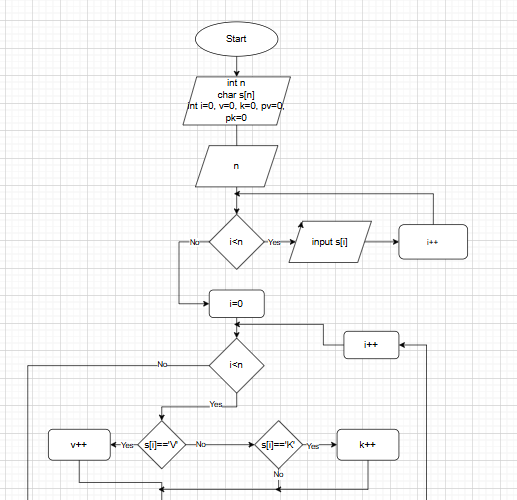 Start
int n
char s[n]
int i=0, v=0, k=0, pv=0,
pk=0
n
i<n
No
Yes
input s[i]
i++
i=0
i++
i<n
No
Yes
v++
Yes
s[i]=='V'
No
s[i]=='K'
Yes
k++
No